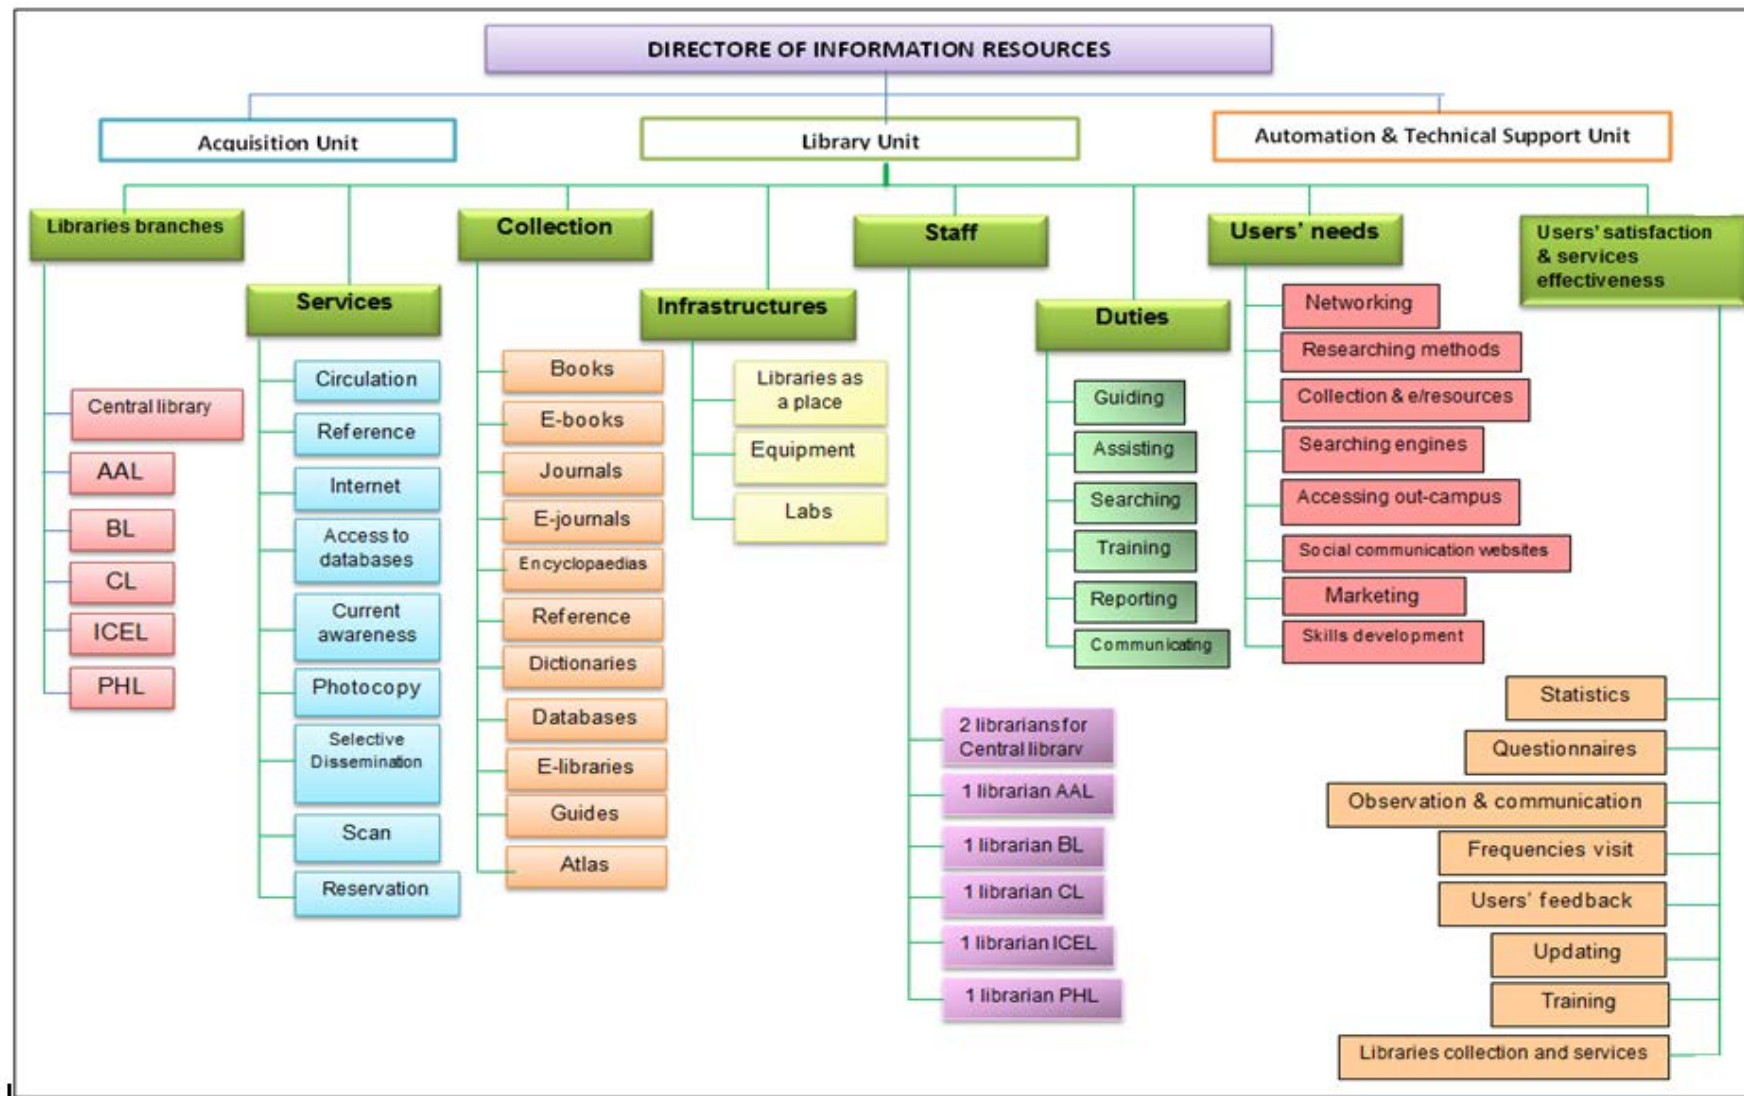 DIRECTORE OF INFORMATION RESOURCES
Acquisition Unit
Library Unit
Automation & Technical Support Unit
Libraries branches
Central library
AAL
BL
CL
ICEL
PHL
Services
Circulation
Reference
Internet
Access to
databases
Current
awareness
Photocopy
Selective
Dissemination
Scan
Reservation
Collection
Books
E-books
Journals
E-journals
Encyclopaedias
Reference
Dictionaries
Databases
E-libraries
Guides
Atlas
Infrastructures
Libraries as
a place
Equipment
Labs
Staff
2 librarians for
Central library
1 librarian AAL
1 librarian BL
1 librarian CL
1 librarian ICEL
1 librarian PHL
Duties
Guiding
Assisting
Searching
Training
Reporting
Communicating
Users' needs
Networking
Researching methods
Collection & e/resources
Searching engines
Accessing out-campus
Social communication websites
Marketing
Skills development
Users' satisfaction
& services
effectiveness
Statistics
Questionnaires
Observation & communication
Frequencies visit
Users' feedback
Updating
Training
Libraries collection and services